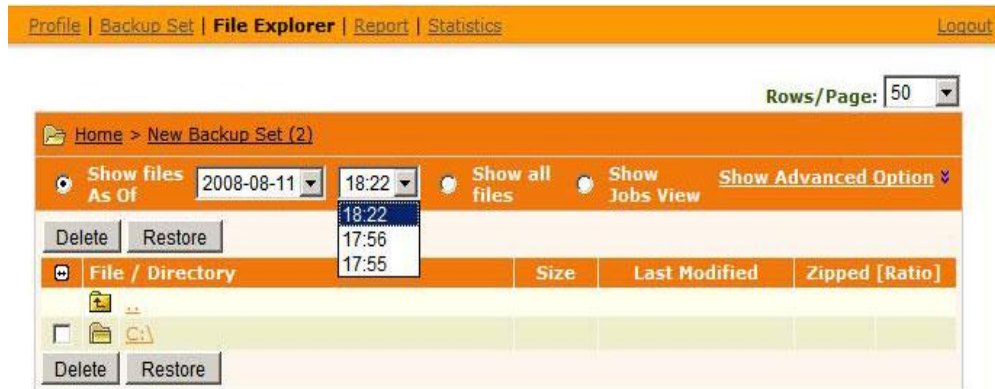 Profile | Backup Set | File Explorer | Report | Statistics Logout
Rows/Page: 50
Home > New Backup Set (2)
Show files As Of 2008-08-11 18:22 Show all files Show Jobs View Show Advanced Option
18:22
17:56
17:55
Delete Restore
File / Directory Size Last Modified Zipped [Ratio]
..
C:\
Delete Restore